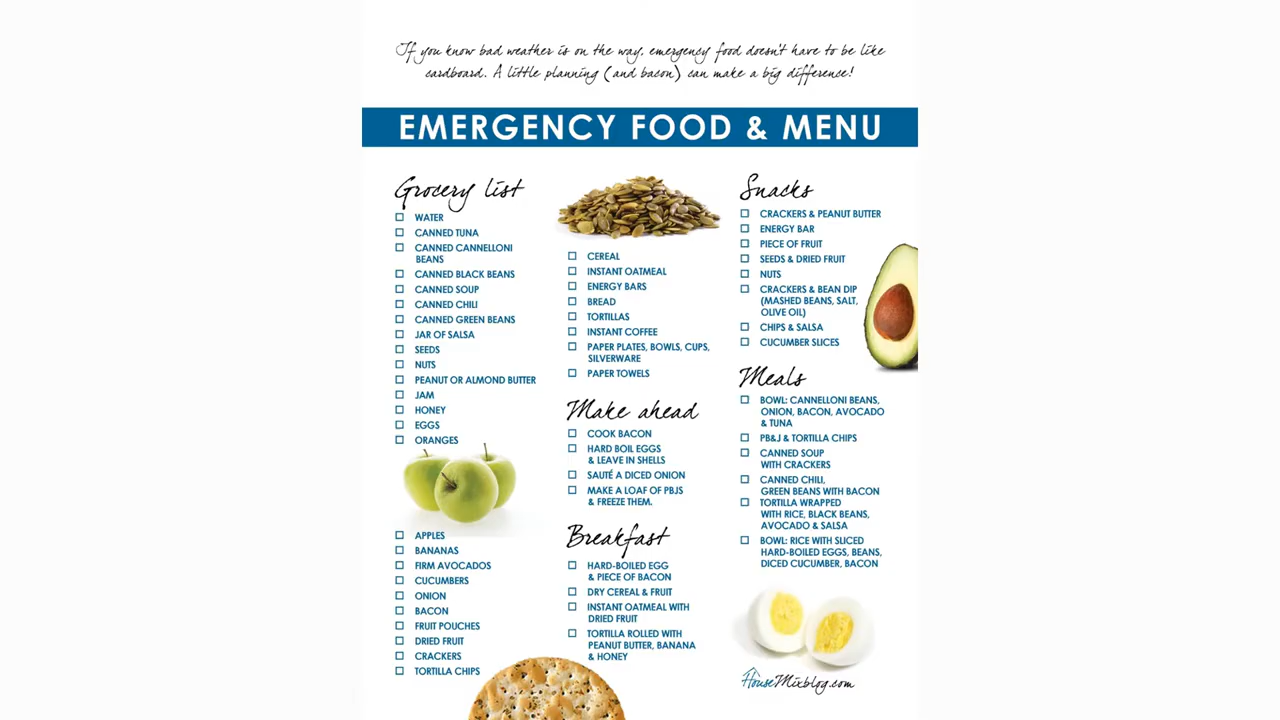 If you know bad weather is on the way, emergency food doesn't have to be like
cardboard. A little planning (and bacon) can make a big difference!
EMERGENCY FOOD & MENU
Grocery list
WATER
CANNED TUNA
CANNED CANNELLONI
BEANS
CANNED BLACK BEANS
CANNED SOUP
CANNED CHILI
CANNED GREEN BEANS
JAR OF SALSA
SEEDS
NUTS
PEANUT OR ALMOND BUTTER
JAM
HONEY
EGGS
ORANGES
APPLES
BANANAS
FIRM AVOCADOS
CUCUMBERS
ONION
BACON
FRUIT POUCHES
DRIED FRUIT
CRACKERS
TORTILLA CHIPS
CEREAL
INSTANT OATMEAL
ENERGY BARS
BREAD
TORTILLAS
INSTANT COFFEE
PAPER PLATES, BOWLS, CUPS,
SILVERWARE
PAPER TOWELS
Make ahead
COOK BACON
HARD BOIL EGGS
& LEAVE IN SHELLS
SAUTÉ A DICED ONION
MAKE A LOAF OF PBJS
& FREEZE THEM.
Breakfast
HARD-BOILED EGG
& PIECE OF BACON
DRY CEREAL & FRUIT
INSTANT OATMEAL WITH
DRIED FRUIT
TORTILLA ROLLED WITH
PEANUT BUTTER, BANANA
& HONEY
Snacks
CRACKERS & PEANUT BUTTER
ENERGY BAR
PIECE OF FRUIT
SEEDS & DRIED FRUIT
NUTS
CRACKERS & BEAN DIP
(MASHED BEANS, SALT,
OLIVE OIL)
CHIPS & SALSA
CUCUMBER SLICES
Meals
BOWL: CANNELLONI BEANS,
ONION, BACON, AVOCADO
& TUNA
PB&J & TORTILLA CHIPS
CANNED SOUP
WITH CRACKERS
CANNED CHILI,
GREEN BEANS WITH BACON
TORTILLA WRAPPED
WITH RICE, BLACK BEANS,
AVOCADO & SALSA
BOWL: RICE WITH SLICED
HARD-BOILED EGGS, BEANS,
DICED CUCUMBER, BACON
HouseMixblog.com